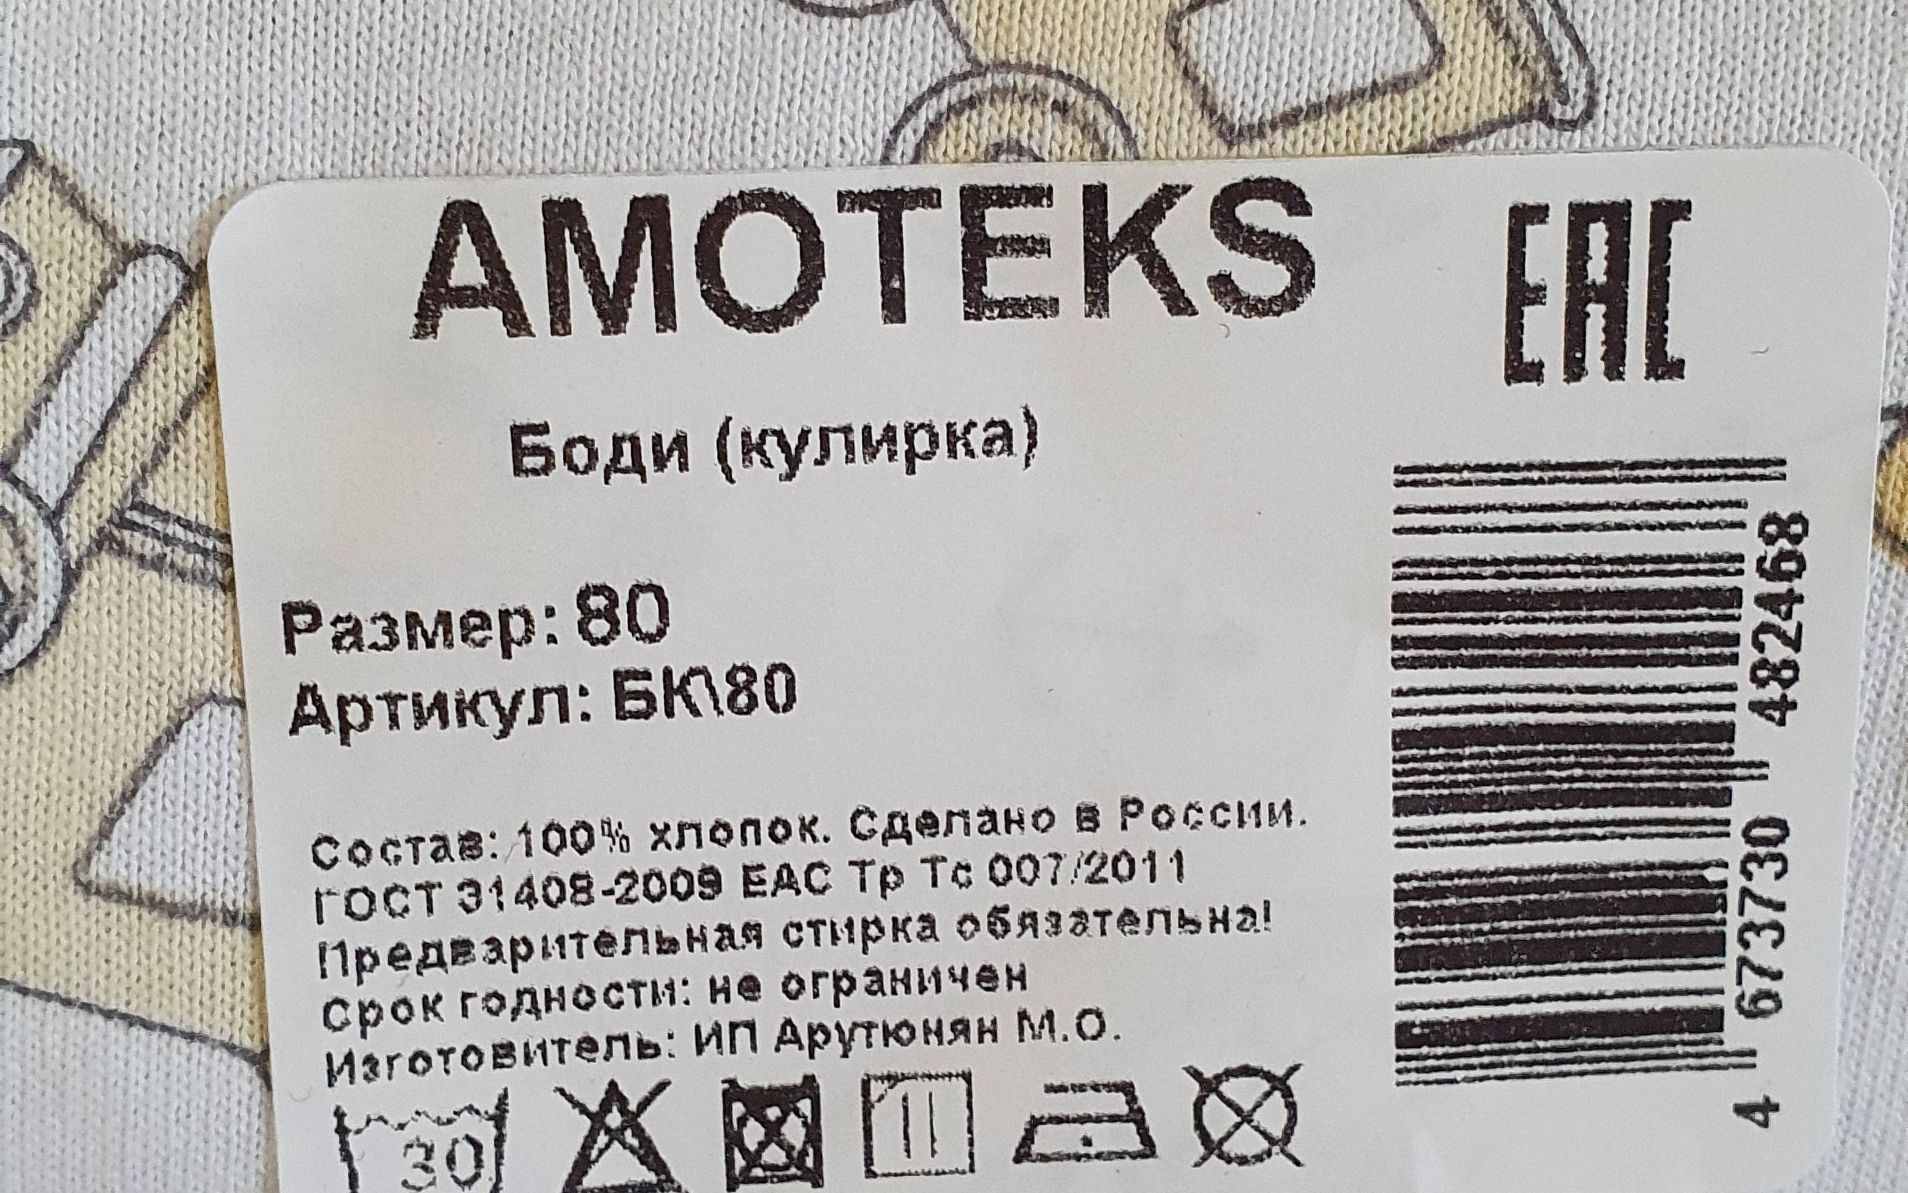 AMOTEKS
EAC
Боди (кулирка)
Размер: 80
Артикул: БК\80
Состав: 100% хлопок. Сделано в России.
ГОСТ 31408-2009 ЕАС Тр Тс 007/2011
Предварительная стирка обязательна!
Срок годности: не ограничен
Изготовитель: ИП Арутюнян М.О.
30
4 673730 482468